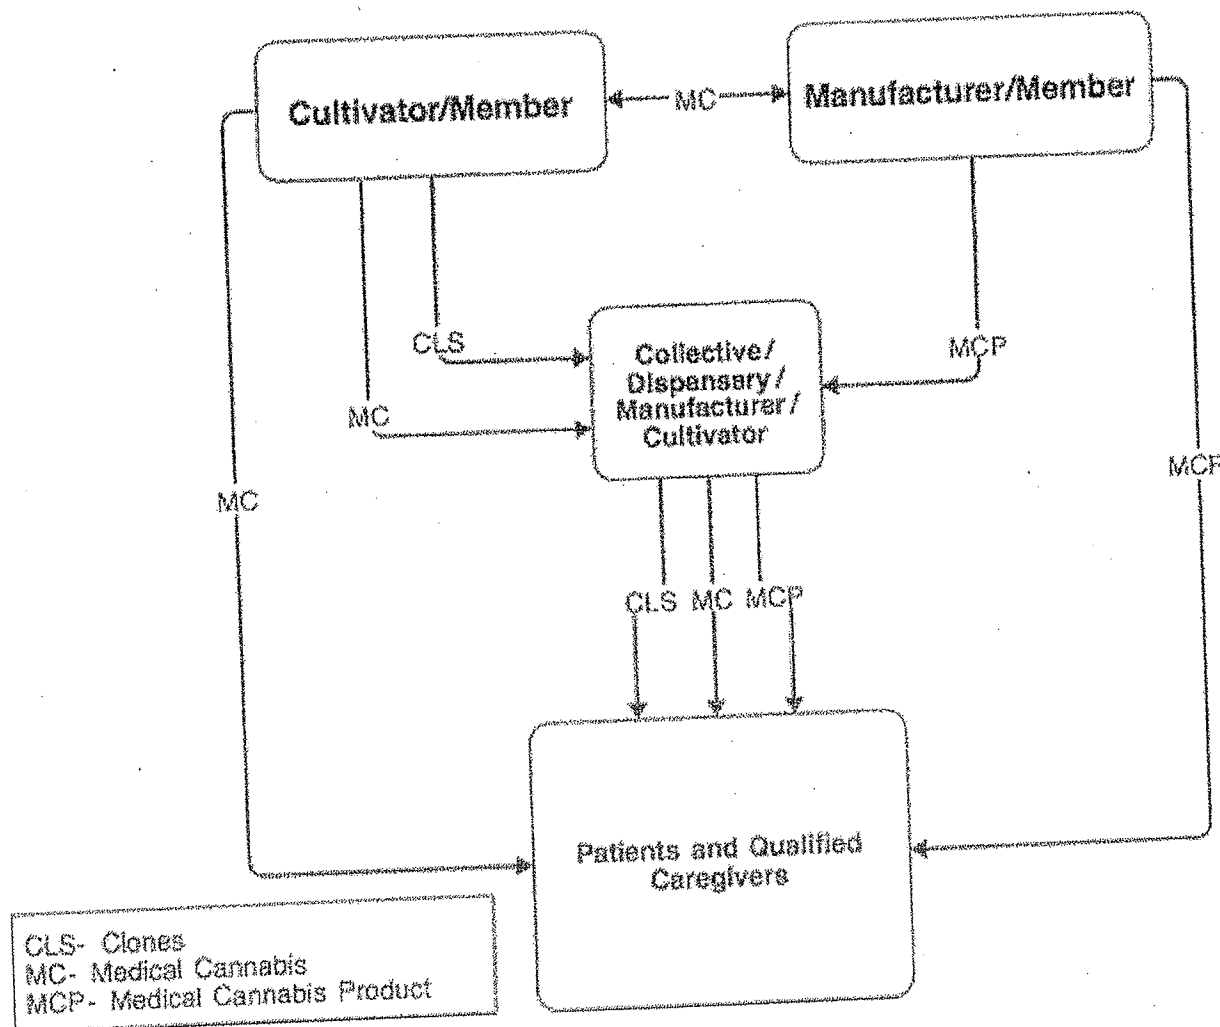 Cultivator/Member
MC
Manufacturer/Member
CLS
MC
Collective/
Dispensary/
Manufacturer/
Cultivator
MCP
MC
MCP
CLS MC MCP
Patients and Qualified
Caregivers
CLS- Clones
MC- Medical Cannabis
MCP- Medical Cannabis Product